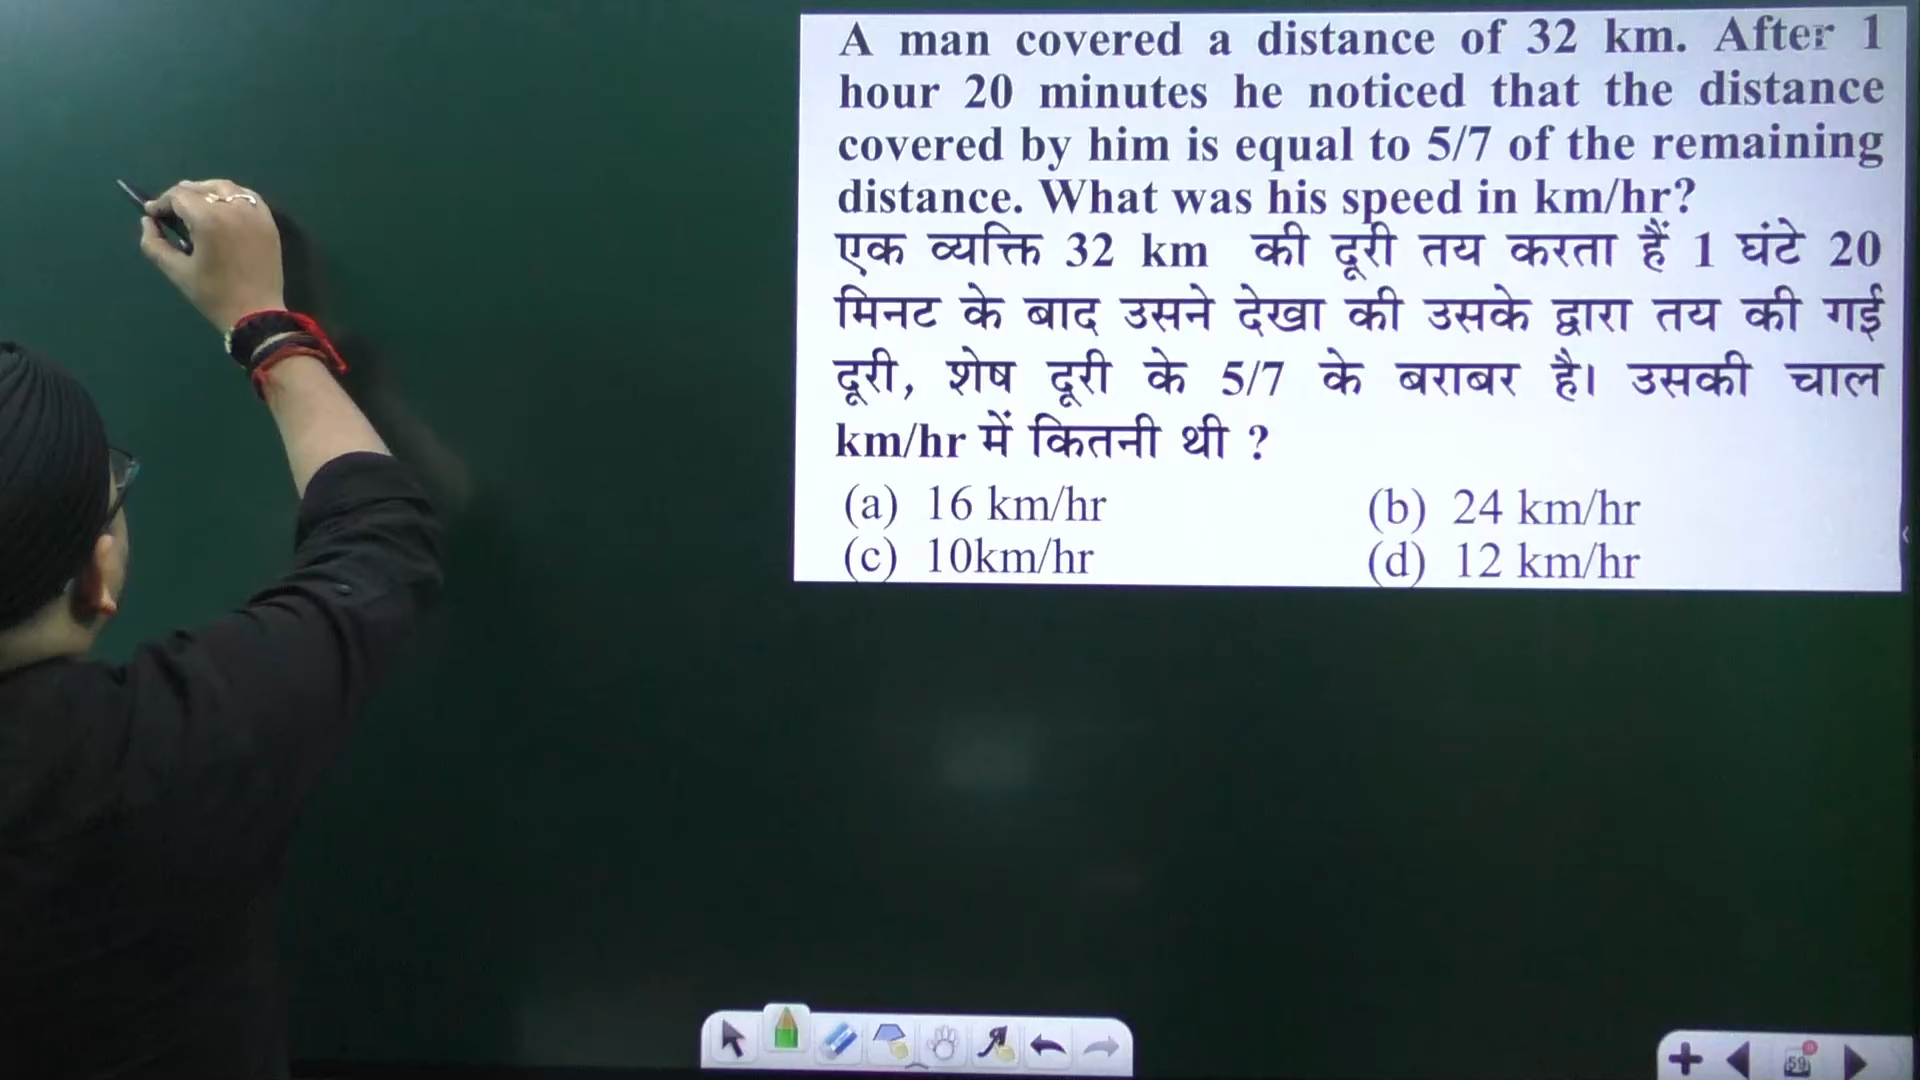 A man covered a distance of 32 km. After 1
hour 20 minutes he noticed that the distance
covered by him is equal to 5/7 of the remaining
distance. What was his speed in km/hr?
एक व्यक्ति 32 km की दूरी तय करता हैं 1 घंटे 20
मिनट के बाद उसने देखा की उसके द्वारा तय की गई
दूरी, शेष दूरी के 5/7 के बराबर है। उसकी चाल
km/hr में कितनी थी ?
(a) 16 km/hr (b) 24 km/hr
(c) 10km/hr (d) 12 km/hr
59